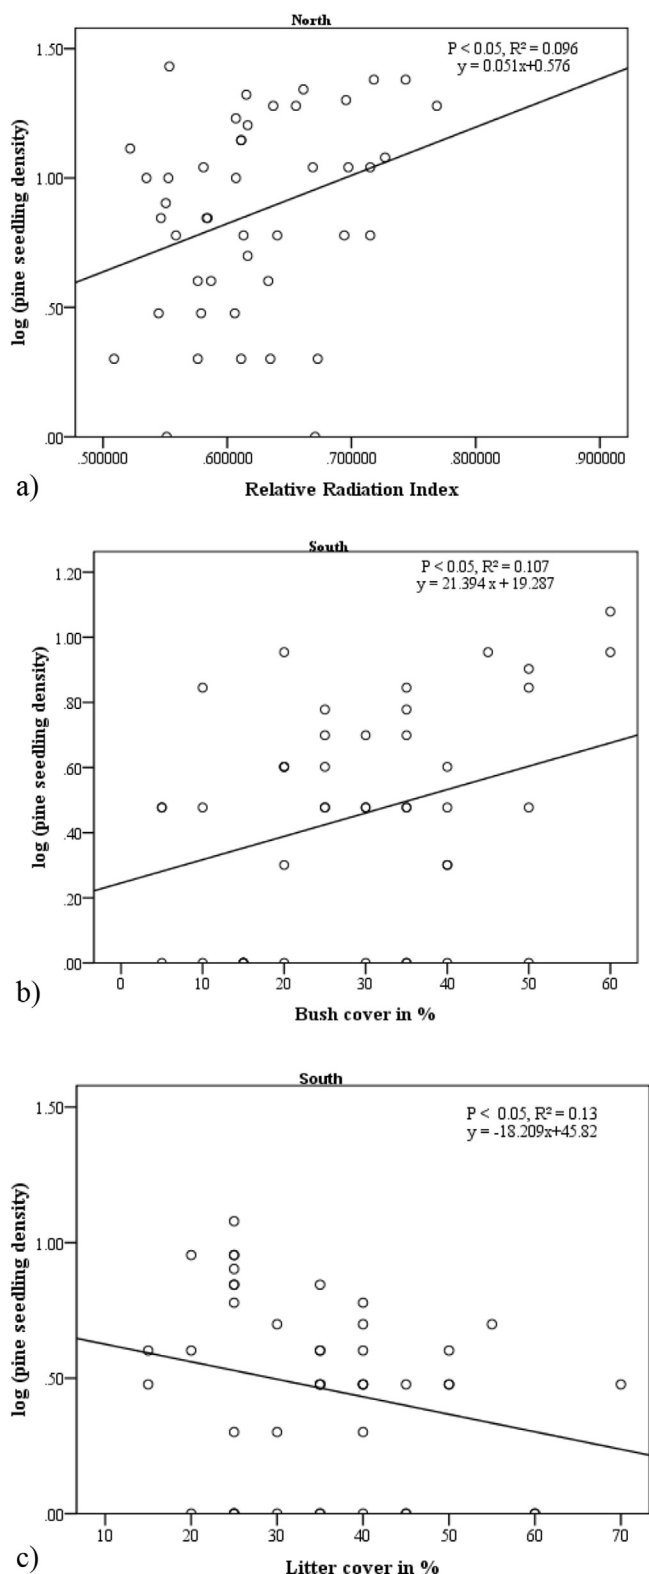 North
P < 0.05, R² = 0.096
y = 0.051x+0.576
1.50
1.00
.50
.00
log (pine seedling density)
.500000 .600000 .700000 .800000 .900000
Relative Radiation Index
a)
South
P < 0.05, R² = 0.107
y = 21.394 x + 19.287
1.20
1.00
.80
.60
.40
.20
.00
log (pine seedling density)
0 10 20 30 40 50 60
Bush cover in %
b)
South
P < 0.05, R² = 0.13
y = -18.209x+45.82
1.50
1.00
.50
.00
log (pine seedling density)
10 20 30 40 50 60 70
Litter cover in %
c)